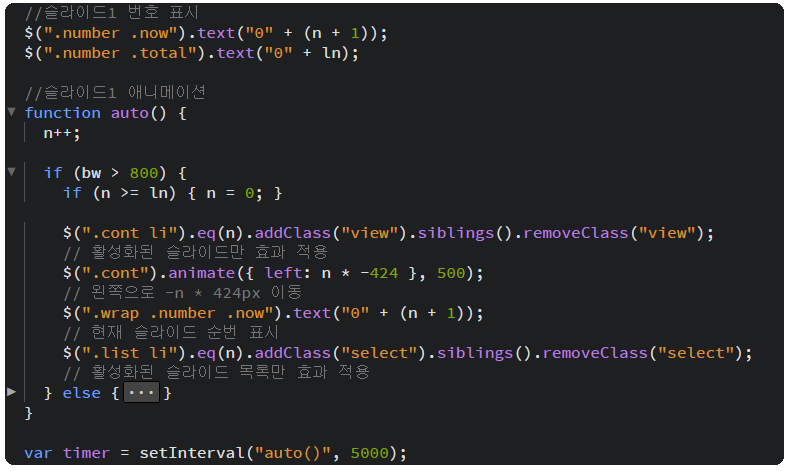 //슬라이드1 번호 표시
$(".number .now").text("0" + (n + 1));
$(".number .total").text("0" + ln);
//슬라이드1 애니메이션
function auto() {
n++;
if (bw > 800) {
if (n >= ln) { n = 0; }
$(".cont li").eq(n).addClass("view").siblings().removeClass("view");
// 활성화된 슬라이드만 효과 적용
$(".cont").animate({ left: n * -424 }, 500);
// 왼쪽으로 -n * 424px 이동
$(".wrap .number .now").text("0" + (n + 1));
// 현재 슬라이드 순번 표시
$(".list li").eq(n).addClass("select").siblings().removeClass("select");
// 활성화된 슬라이드 목록만 효과 적용
} else {...}
}
var timer = setInterval("auto()", 5000);